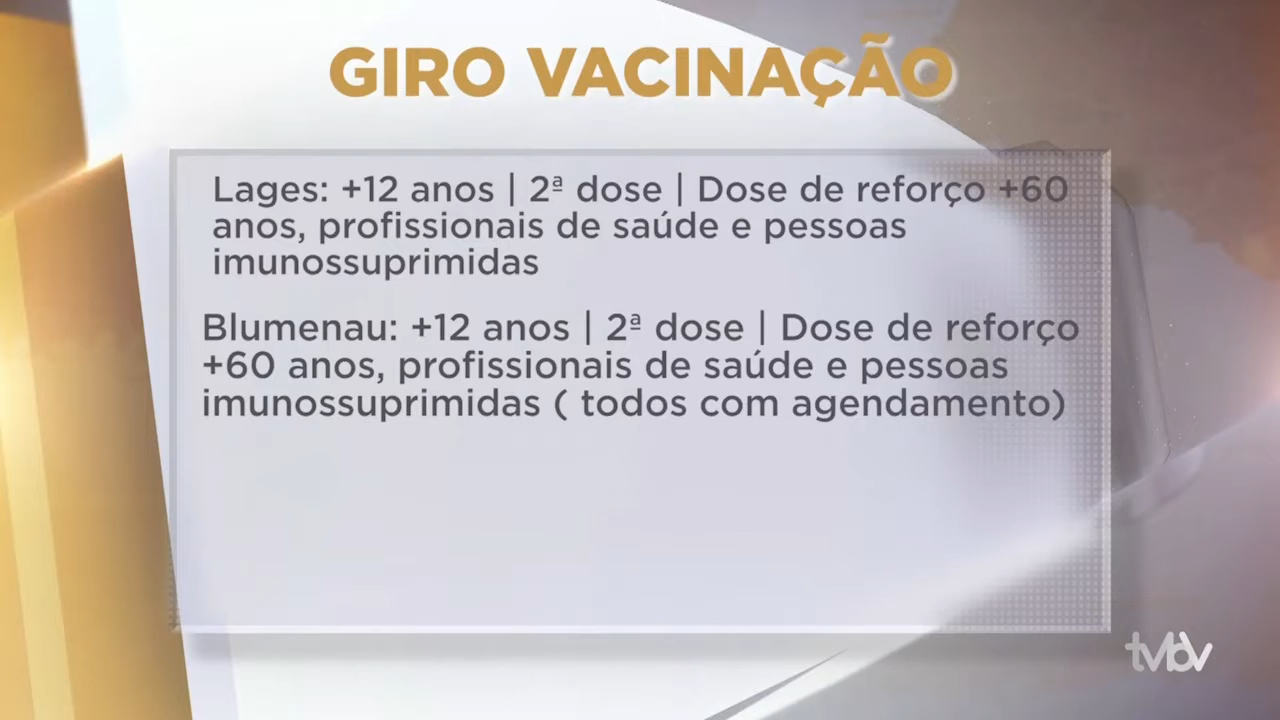 GIRO VACINAÇÃO
Lages: +12 anos | 2ª dose | Dose de reforço +60
anos, profissionais de saúde e pessoas
imunossuprimidas
Blumenau: +12 anos | 2ª dose | Dose de reforço
+60 anos, profissionais de saúde e pessoas
imunossuprimidas ( todos com agendamento)
tvbv